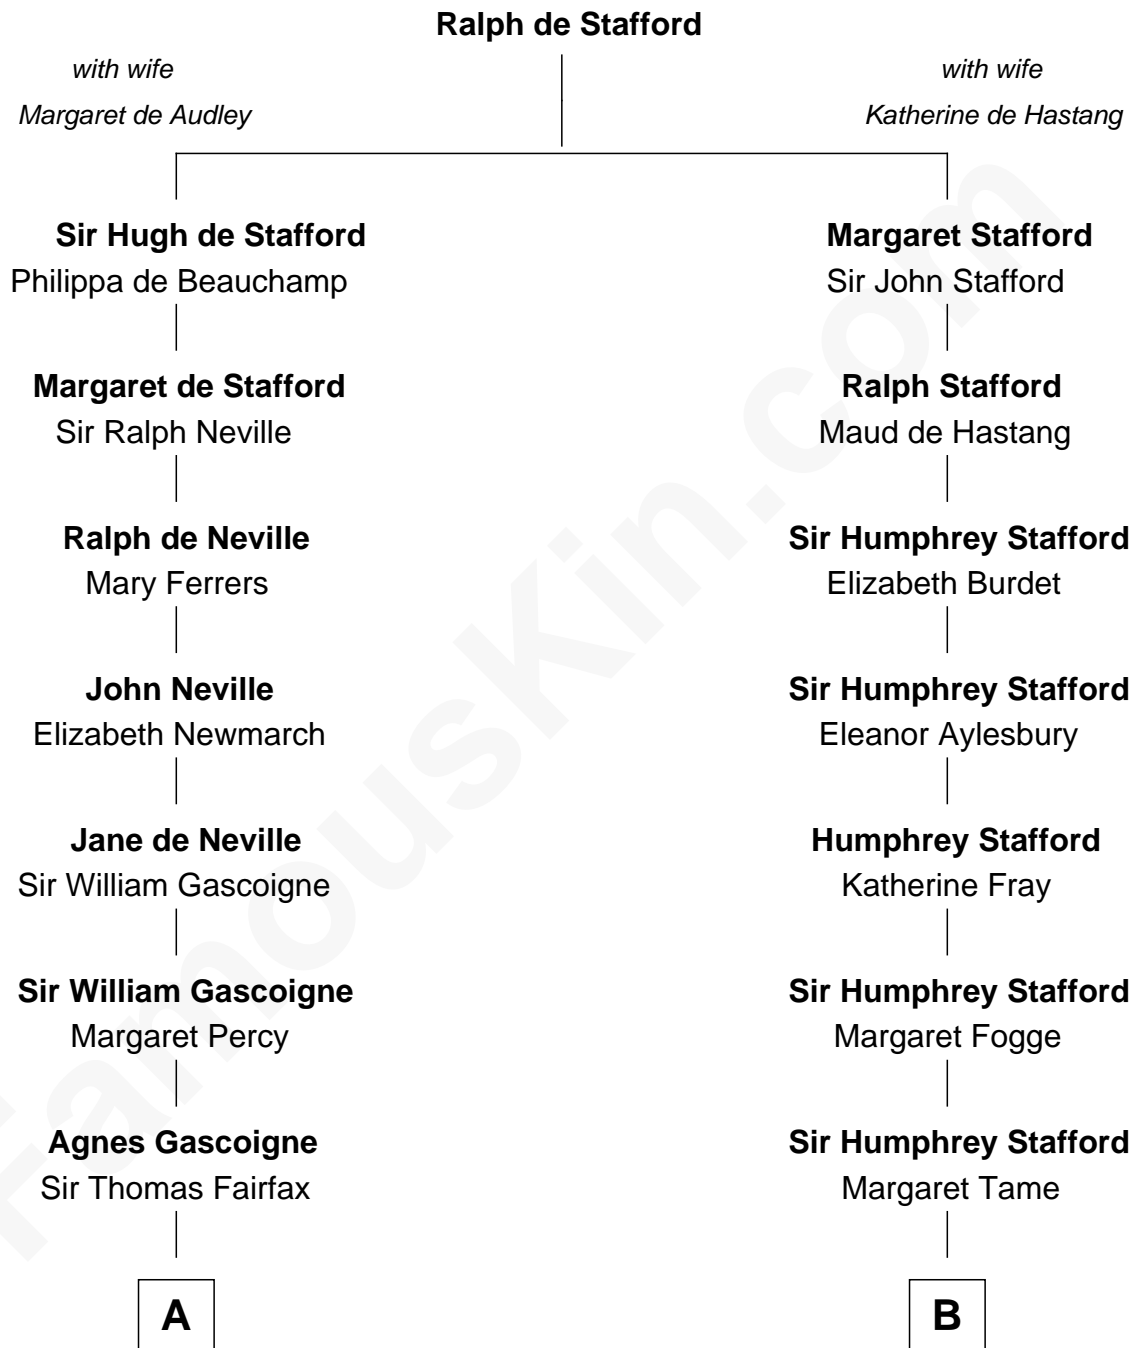 Ralph de Stafford
with wife
Margaret de Audley
with wife
Katherine de Hastang
Sir Hugh de Stafford
Philippa de Beauchamp
Margaret Stafford
Sir John Stafford
Margaret de Stafford
Sir Ralph Neville
Ralph Stafford
Maud de Hastang
Ralph de Neville
Mary Ferrers
Sir Humphrey Stafford
Elizabeth Burdet
John Neville
Elizabeth Newmarch
Sir Humphrey Stafford
Eleanor Aylesbury
Jane de Neville
Sir William Gascoigne
Humphrey Stafford
Katherine Fray
Sir William Gascoigne
Margaret Percy
Sir Humphrey Stafford
Margaret Fogge
Agnes Gascoigne
Sir Thomas Fairfax
Sir Humphrey Stafford
Margaret Tame
A
B
FamousKin.com